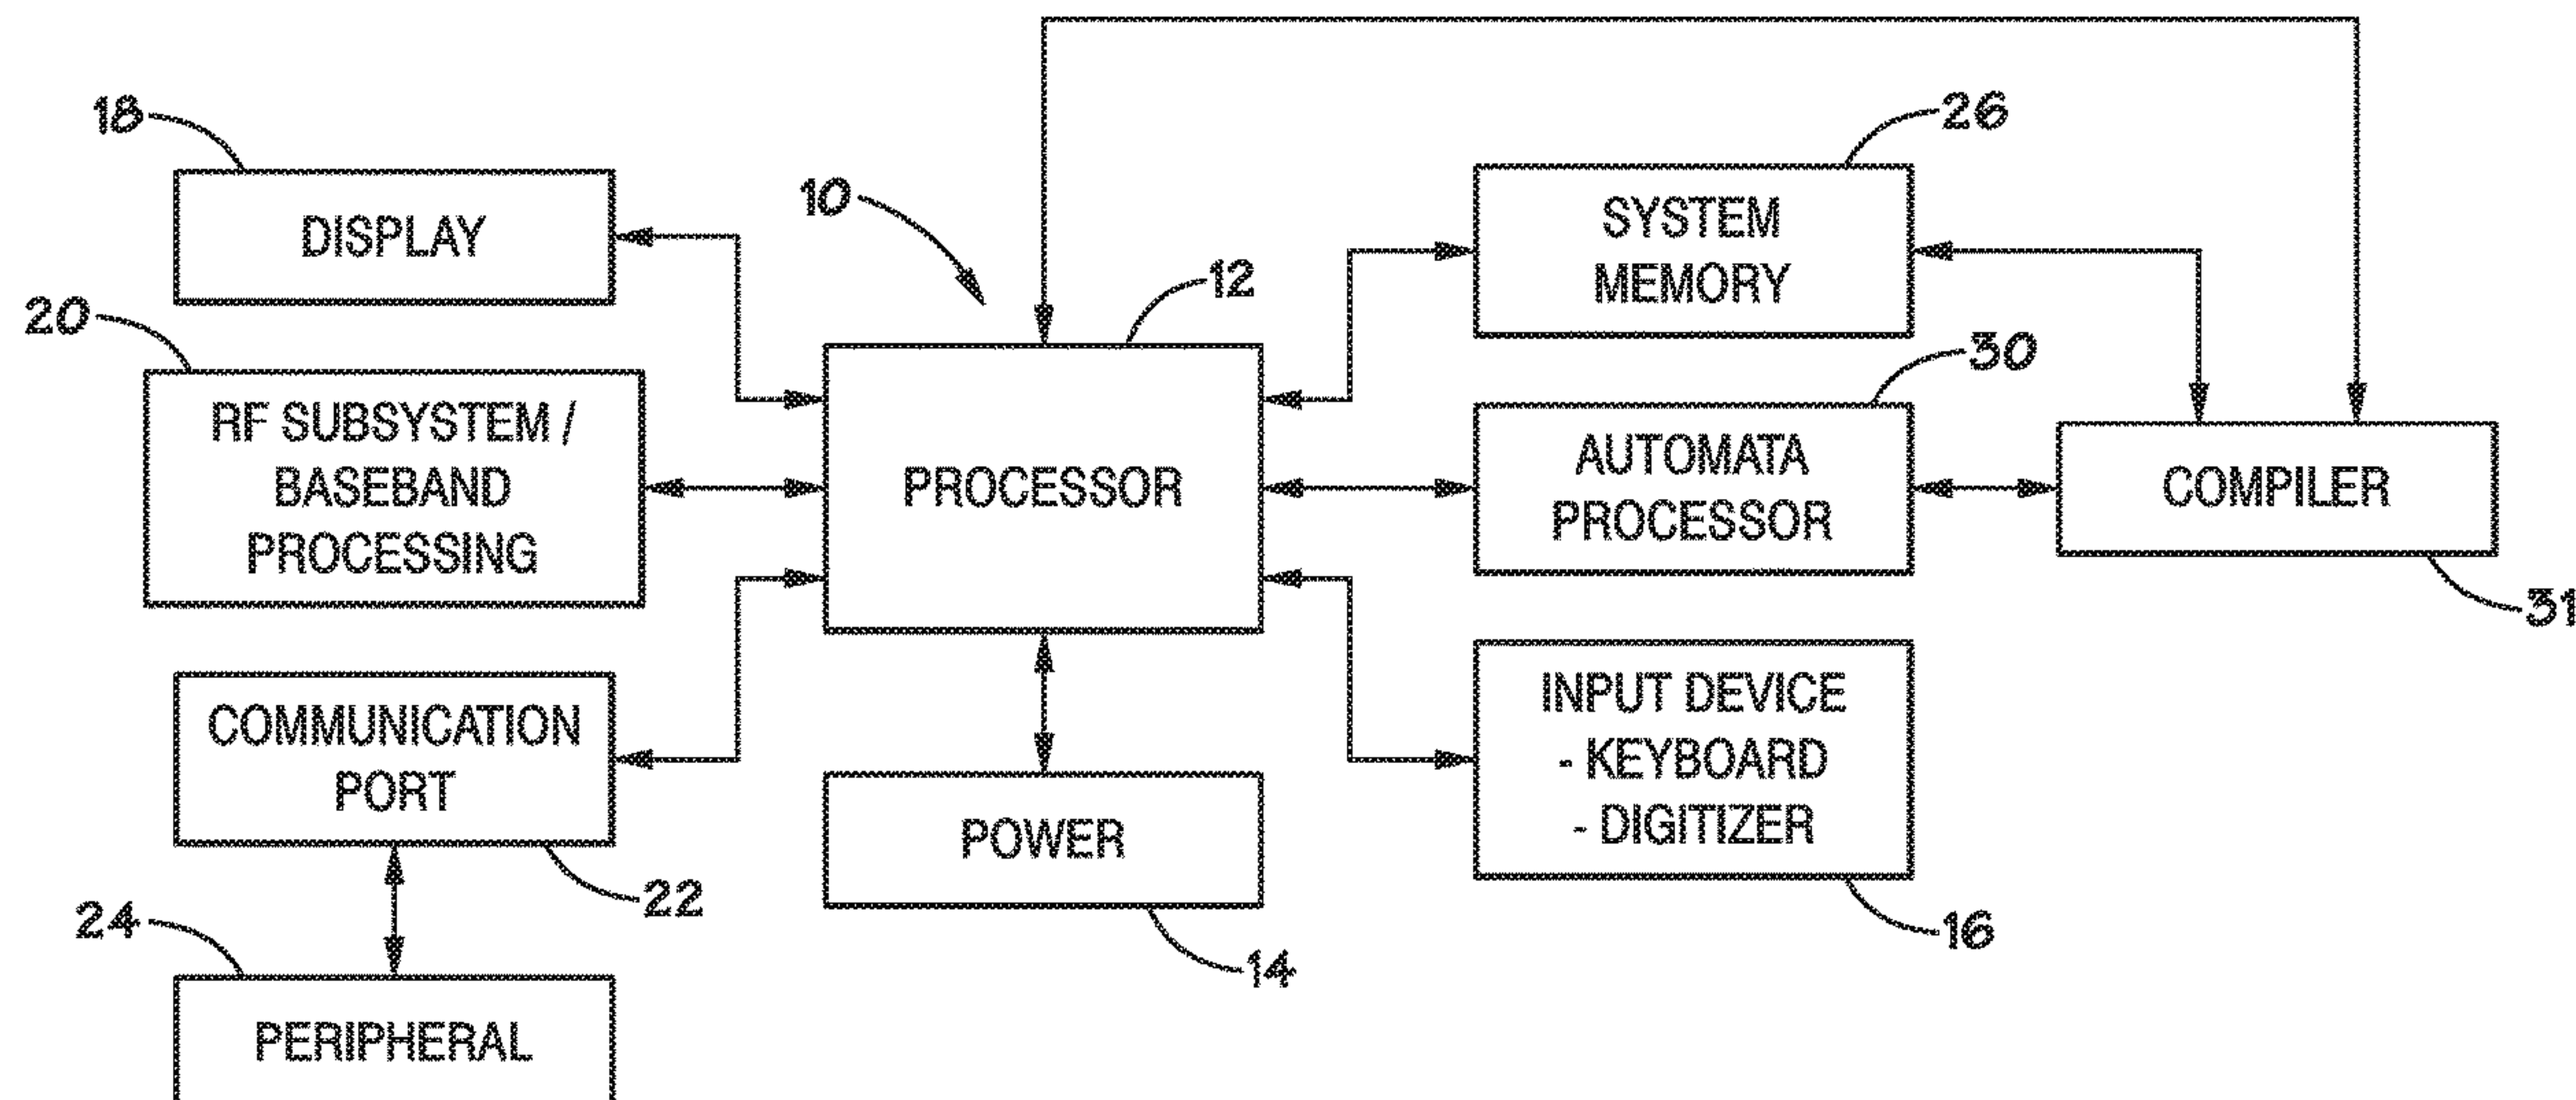 18
DISPLAY
20
RF SUBSYSTEM /
BASEBAND
PROCESSING
COMMUNICATION
PORT
22
24
PERIPHERAL
10
12
PROCESSOR
POWER
14
26
SYSTEM
MEMORY
30
AUTOMATA
PROCESSOR
INPUT DEVICE
- KEYBOARD
- DIGITIZER
16
COMPILER
31